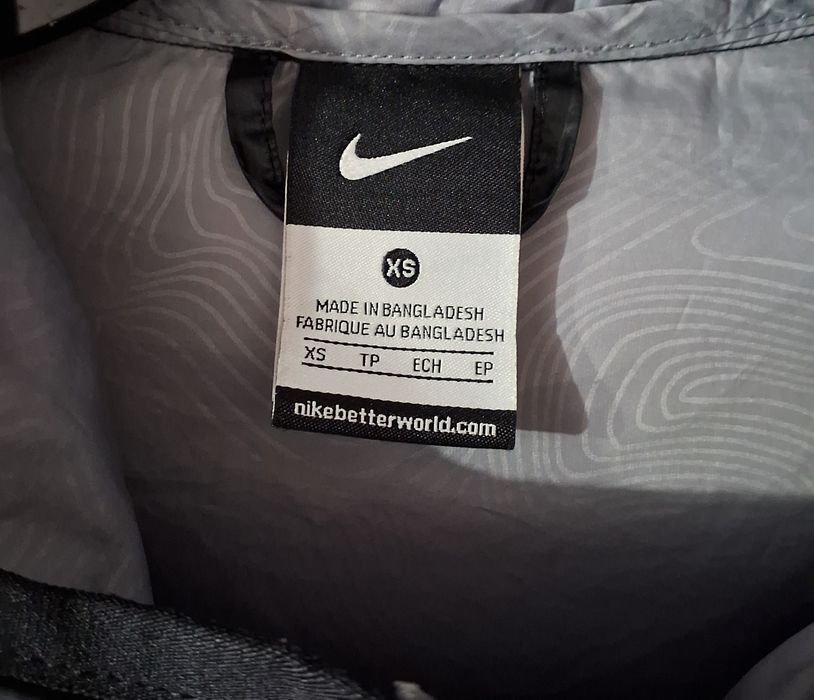 XS
MADE IN BANGLADESH
FABRIQUE AU BANGLADESH
XS TP ECH EP
nikebetterworld.com